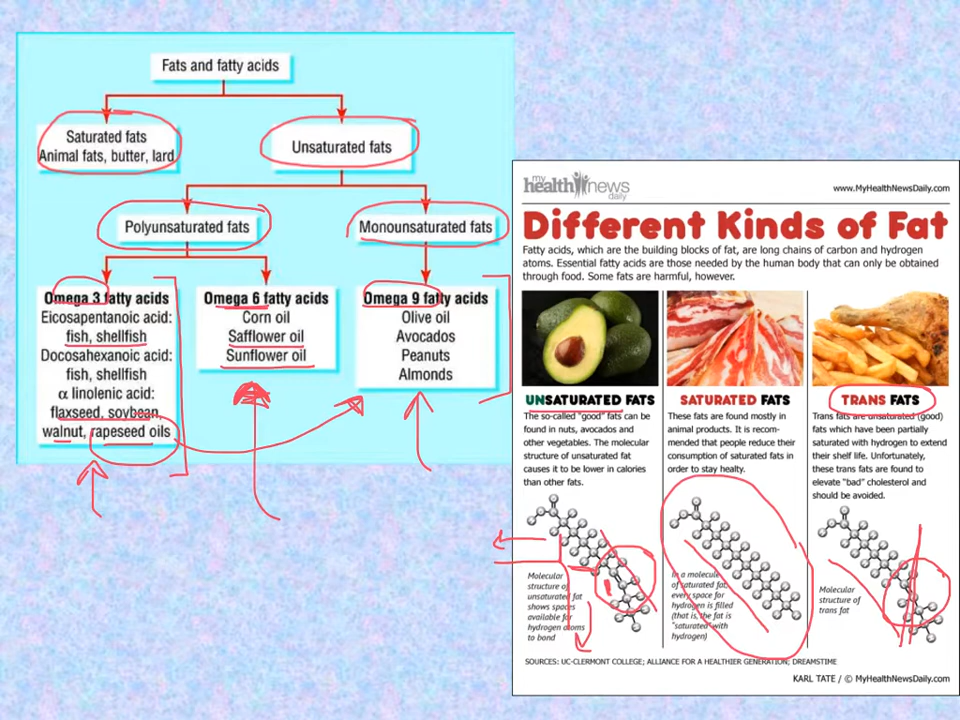 Fats and fatty acids
Saturated fats
Animal fats, butter, lard
Unsaturated fats
Polyunsaturated fats
Monounsaturated fats
Omega 3 fatty acids
Eicosapentanoic acid:
fish, shellfish
Docosahexanoic acid:
fish, shellfish
α linolenic acid:
flaxseed, soybean,
walnut, rapeseed oils
Omega 6 fatty acids
Corn oil
Safflower oil
Sunflower oil
Omega 9 fatty acids
Olive oil
Avocados
Peanuts
Almonds
my
health news
daily
www.MyHealthNewsDaily.com
Different Kinds of Fat
Fatty acids, which are the building blocks of fat, are long chains of carbon and hydrogen
atoms. Essential fatty acids are those needed by the human body that can only be obtained
through food. Some fats are harmful, however.
UNSATURATED FATS
The so-called "good" fats can be
found in nuts, avocados and
other vegetables. The molecular
structure of unsaturated fat
causes it to be lower in calories
than other fats.
Molecular
structure of
unsaturated fat
shows spaces
available for
hydrogen atoms
to bond
SATURATED FATS
These fats are found mostly in
animal products. It is recom-
mended that people reduce their
consumption of saturated fats in
order to stay healty.
In a molecule
of saturated fat,
every space for
hydrogen is filled
(that is, the fat is
"saturated" with
hydrogen)
TRANS FATS
Trans fats are unsaturated (good)
fats which have been partially
saturated with hydrogen to extend
their shelf life. Unfortunately,
these trans fats are found to
elevate "bad" cholesterol and
should be avoided.
Molecular
structure of
trans fat
SOURCES: UC-CLERMONT COLLEGE; ALLIANCE FOR A HEALTHIER GENERATION; DREAMSTIME
KARL TATE / © MyHealthNewsDaily.com